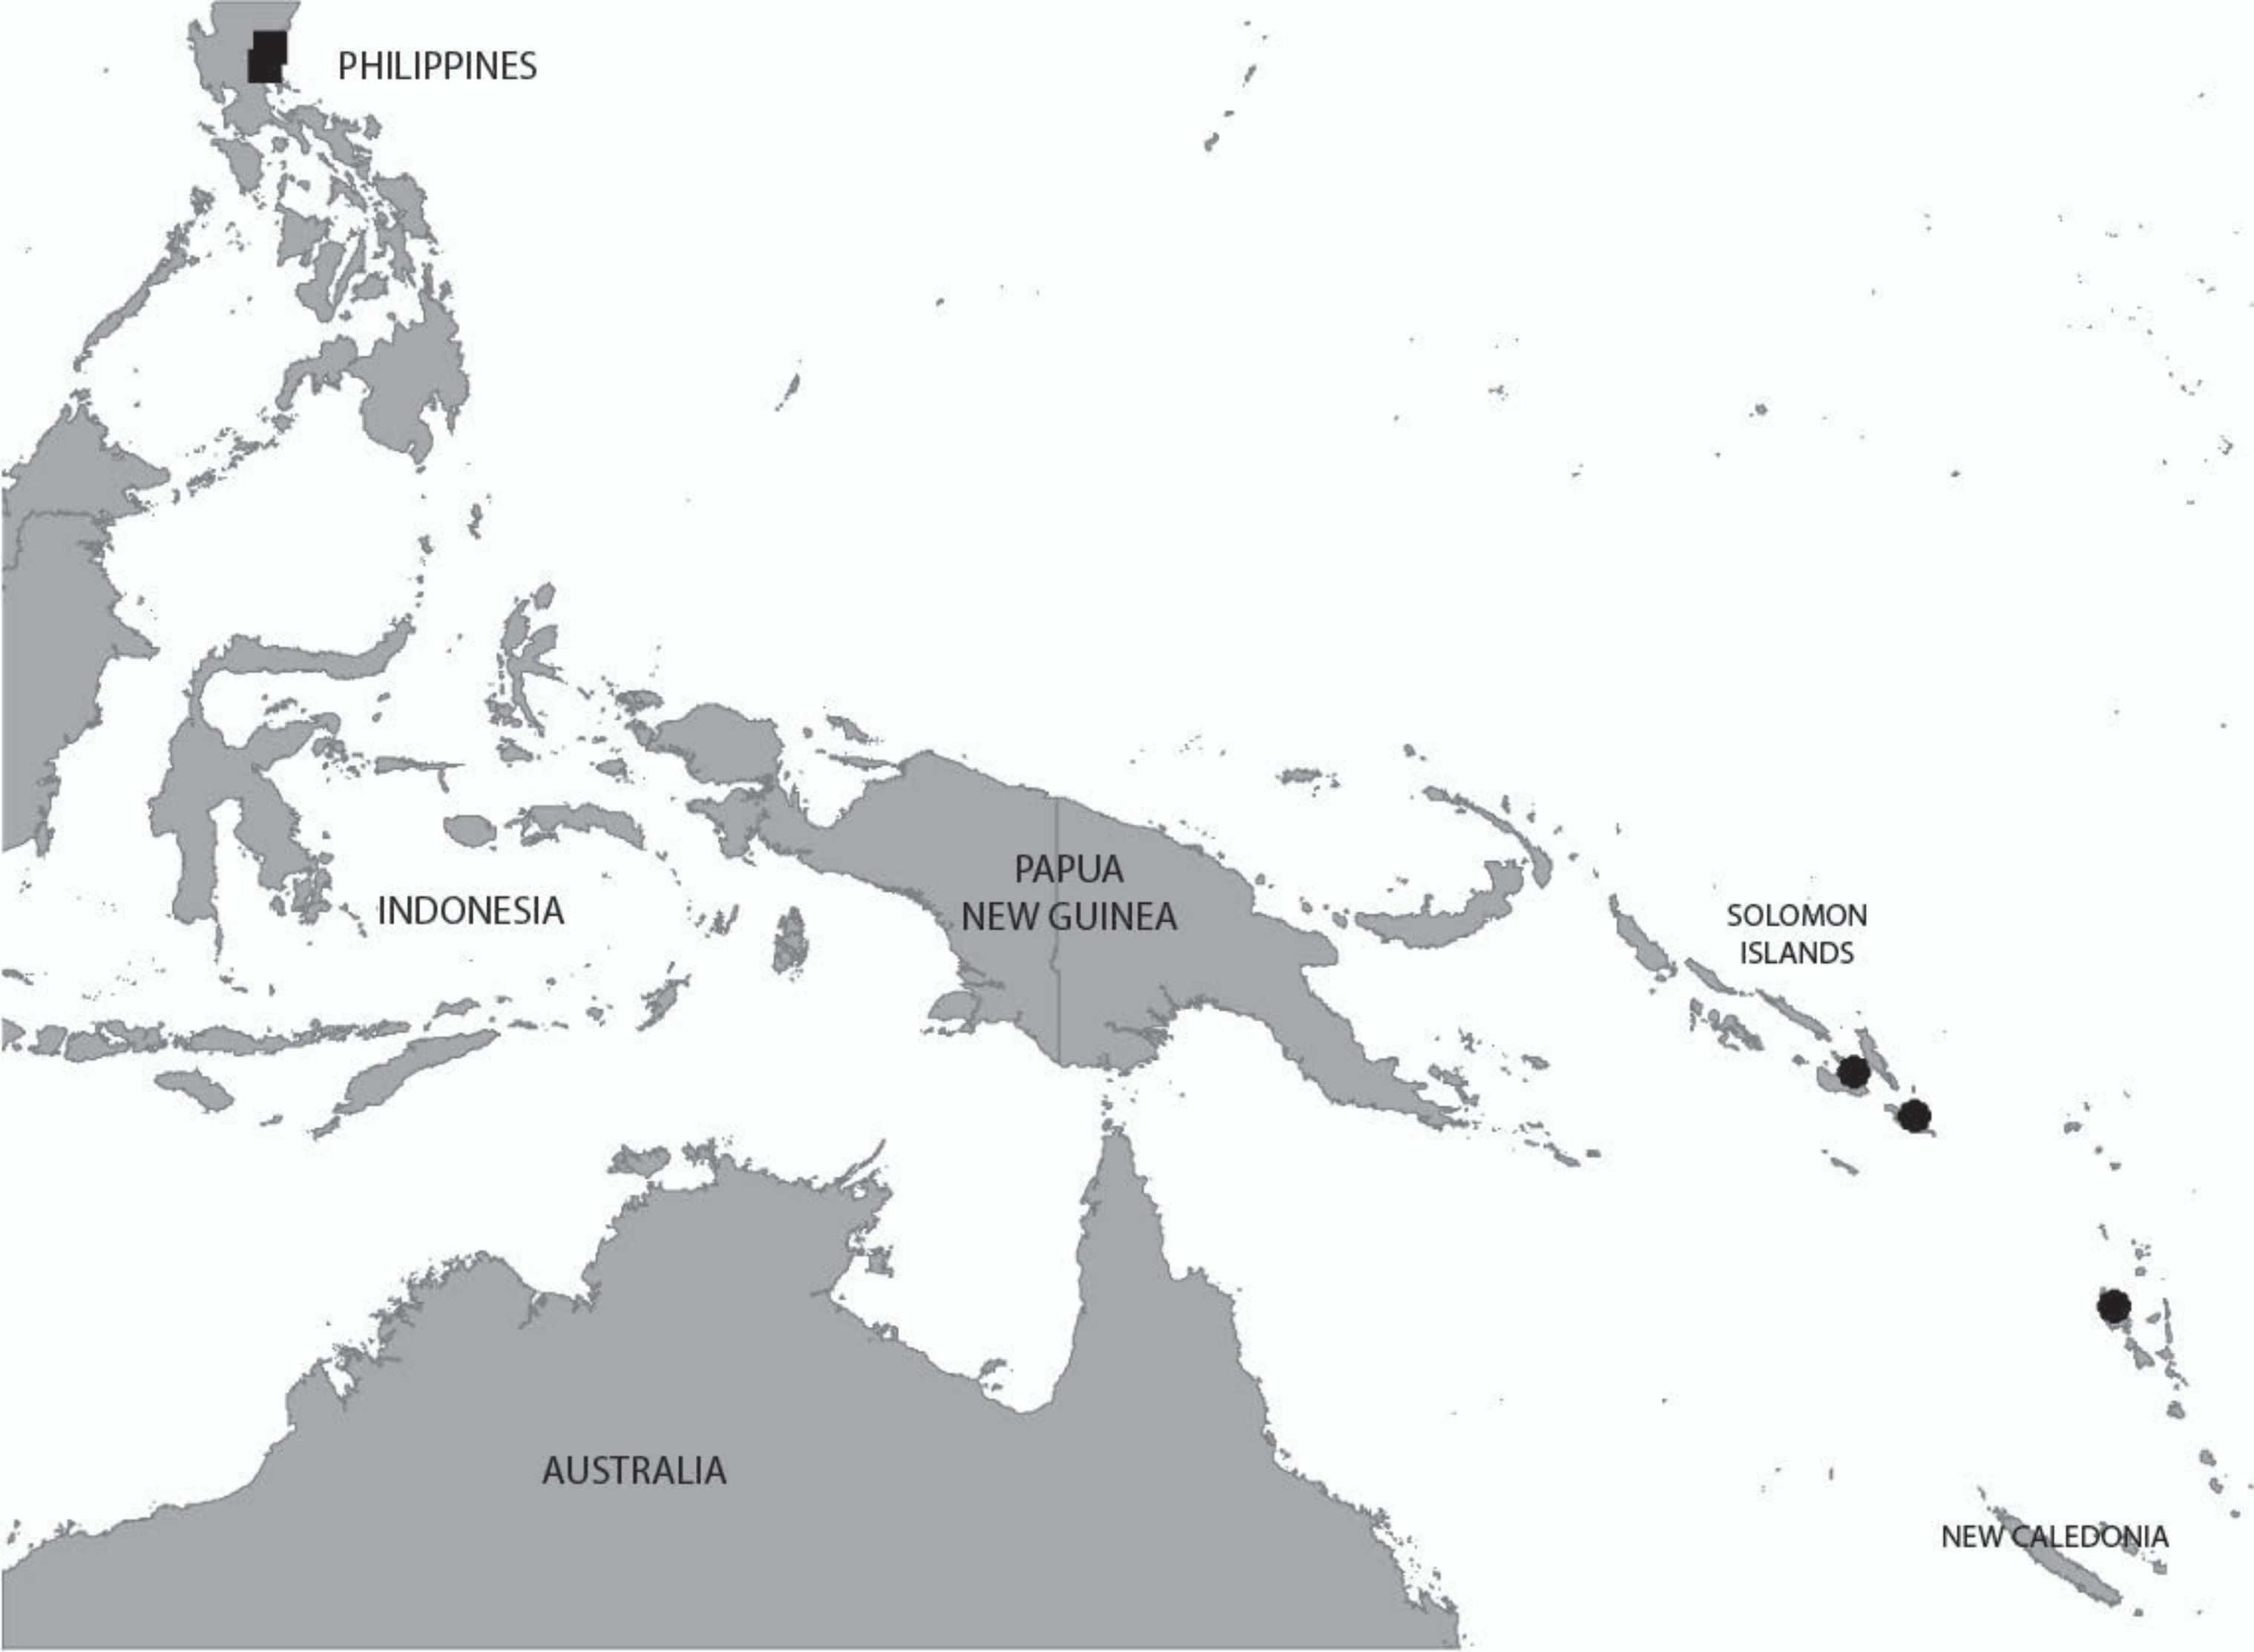 PHILIPPINES
PAPUA
NEW GUINEA
INDONESIA
SOLOMON
ISLANDS
AUSTRALIA
NEW CALEDONIA